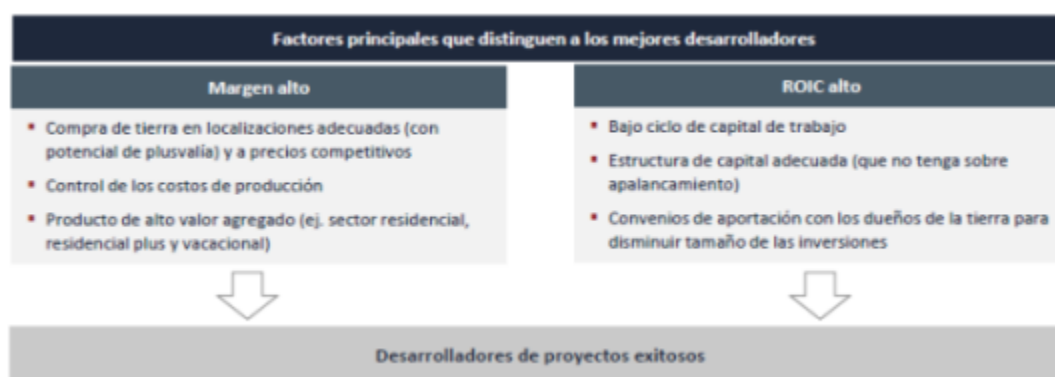 Factores principales que distinguen a los mejores desarrolladores
Margen alto
▪ Compra de tierra en localizaciones adecuadas (con
potencial de plusvalía) y a precios competitivos
▪ Control de los costos de producción
▪ Producto de alto valor agregado (ej. sector residencial,
residencial plus y vacacional)
ROIC alto
▪ Bajo ciclo de capital de trabajo
▪ Estructura de capital adecuada (que no tenga sobre
apalancamiento)
▪ Convenios de aportación con los dueños de la tierra para
disminuir tamaño de las inversiones
Desarrolladores de proyectos exitosos